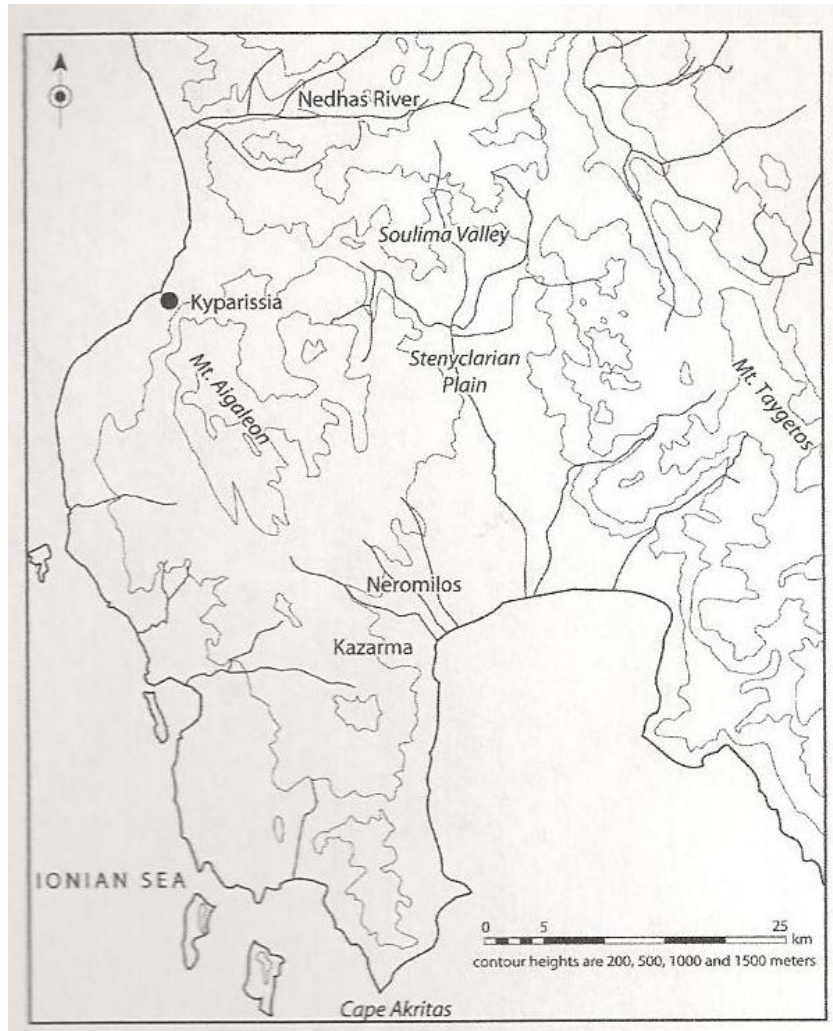 Nedhas River
Soulima Valley
Kyparissia
Stenyclarian
Plain
Mt. Aigaleon
Mt. Taygetos
Neromilos
Kazarma
IONIAN SEA
0 5 25
km
contour heights are 200, 500, 1000 and 1500 meters
Cape Akritas